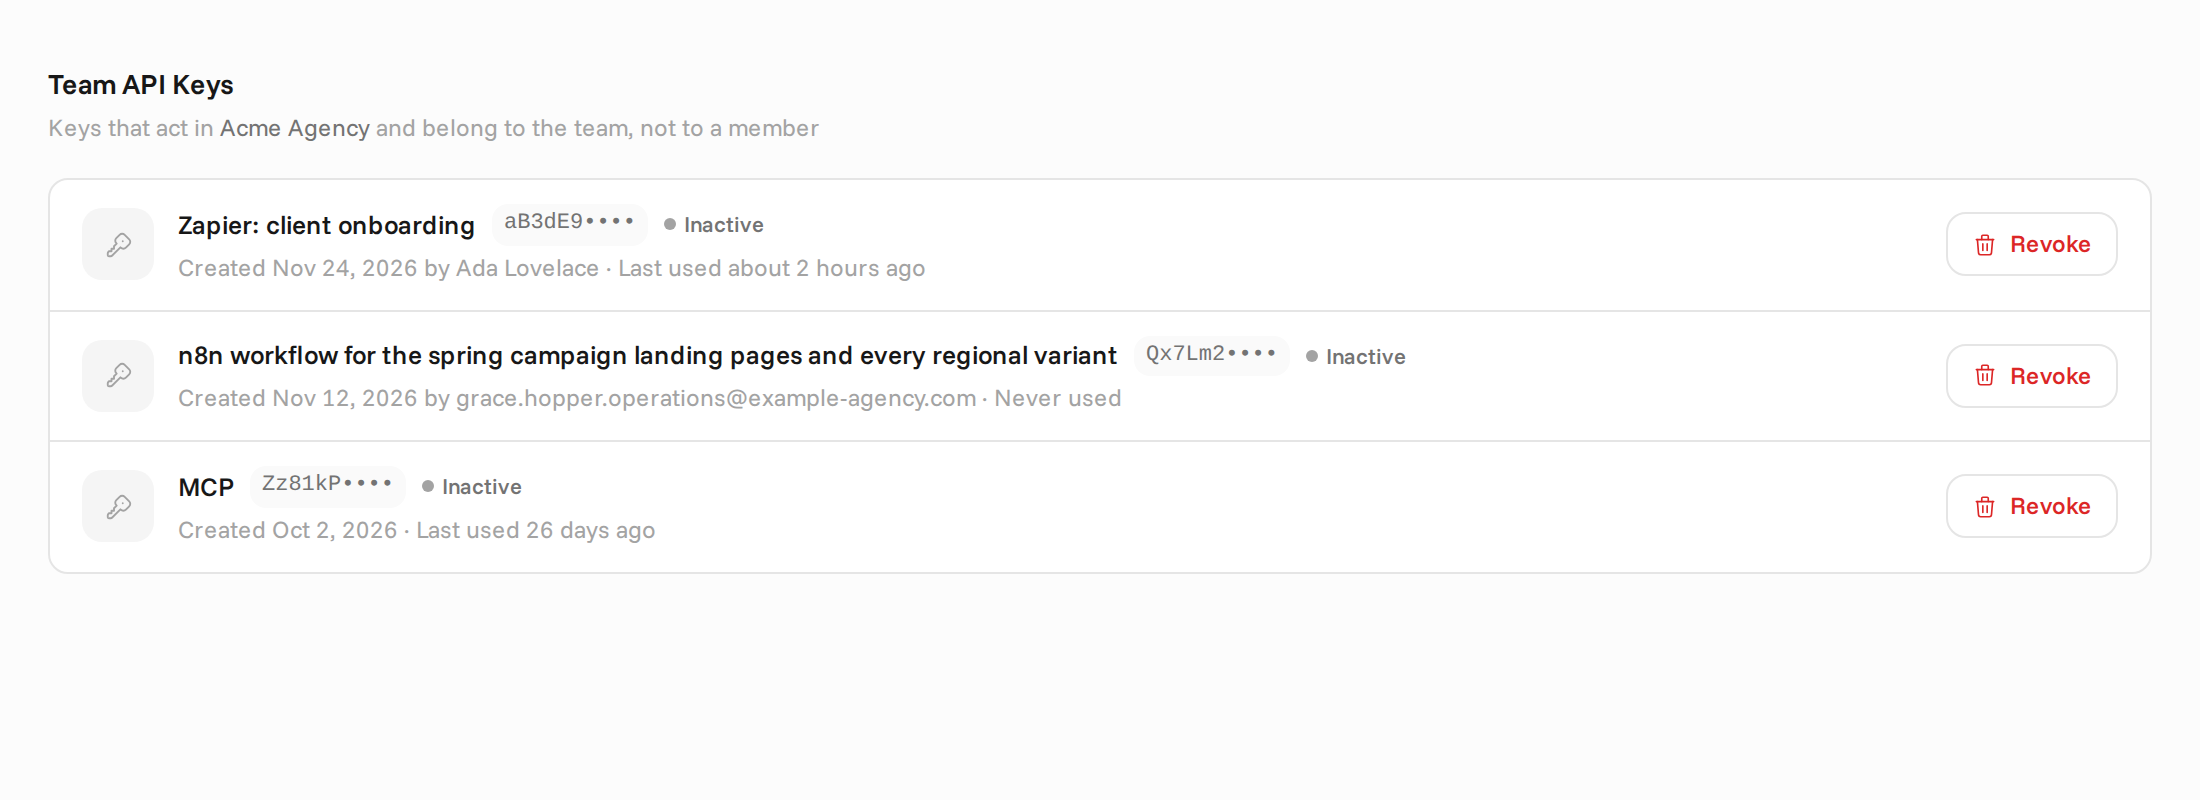 Team API Keys
Keys that act in Acme Agency and belong to the team, not to a member
Zapier: client onboarding aB3dE9•••• Inactive
Created Nov 24, 2026 by Ada Lovelace · Last used about 2 hours ago
Revoke
n8n workflow for the spring campaign landing pages and every regional variant Qx7Lm2•••• Inactive
Created Nov 12, 2026 by grace.hopper.operations@example-agency.com · Never used
Revoke
MCP Zz81kP•••• Inactive
Created Oct 2, 2026 · Last used 26 days ago
Revoke